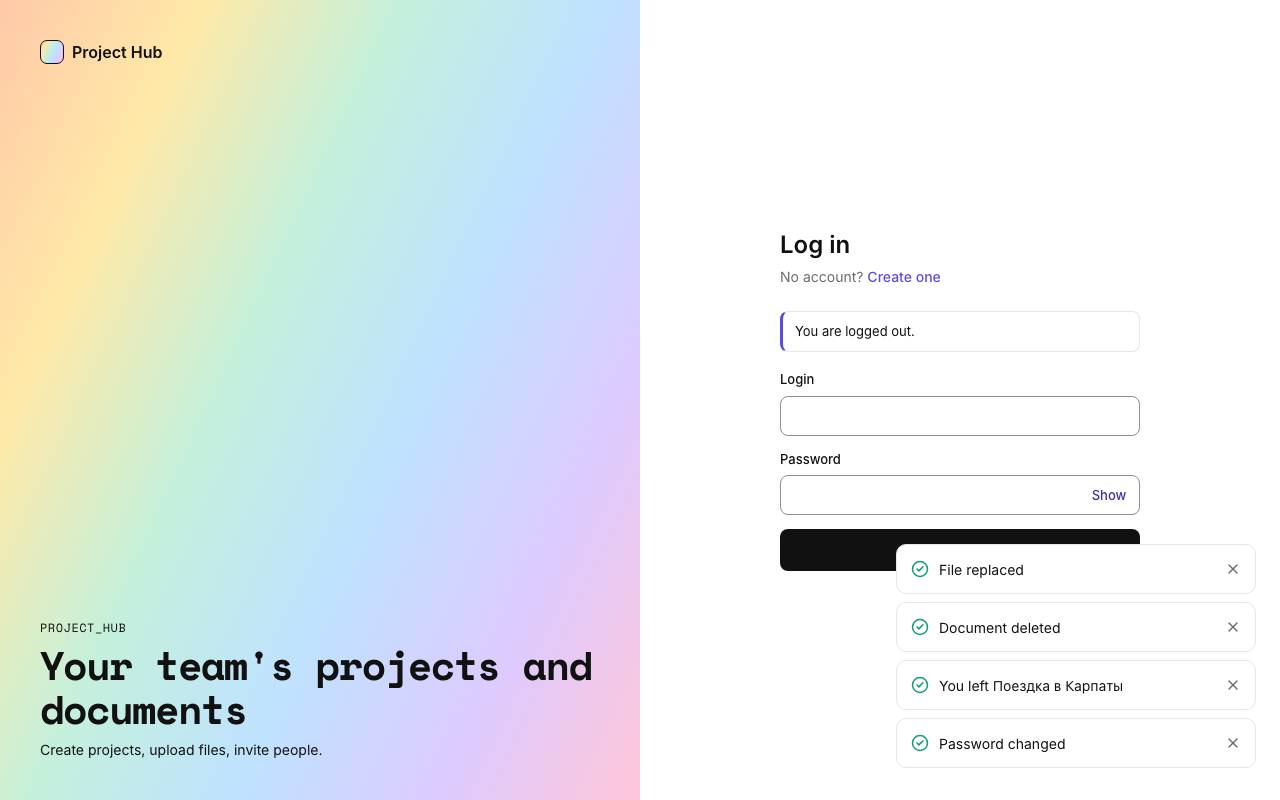 Project Hub
PROJECT_HUB
Your team's projects and
documents
Create projects, upload files, invite people.
Log in
No account? Create one
You are logged out.
Login
Password
Show
File replaced
Document deleted
You left Поездка в Карпаты
Password changed